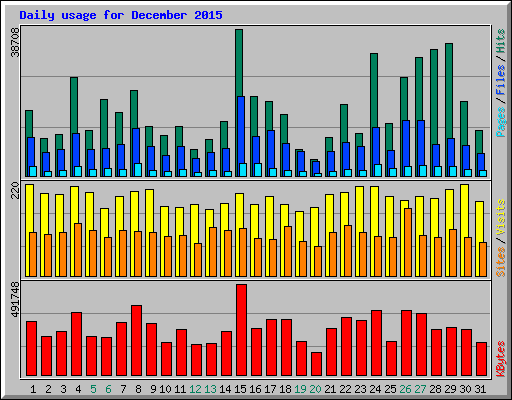 Daily usage for December 2015
38708
Pages / Files / Hits
220
Sites / Visits
491748
KBytes
1 2 3 4 5 6 7 8 9 10 11 12 13 14 15 16 17 18 19 20 21 22 23 24 25 26 27 28 29 30 31